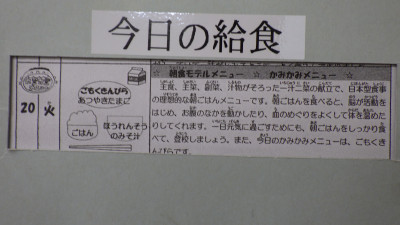 今日の給食
☆ 朝食モデルメニュー ☆ かみかみメニュー ☆
20 火
ごもくきんぴら
あつやきたまご
ごはん
ほうれんそう
のみそ汁
主食、主菜、副菜、汁物がそろった一汁二菜の献立で、日本型食事
の理想的な朝ごはんメニューです。朝ごはんを食べると、脳が活動を
はじめ、お腹のなかを動かしたり、血のめぐりをよくして体を温めた
りしてくれます。一日元気に過ごすためにも、朝ごはんをしっかり食
べて、登校しましょう。また、今日のかみかみメニューは、ごもくき
んぴらです。